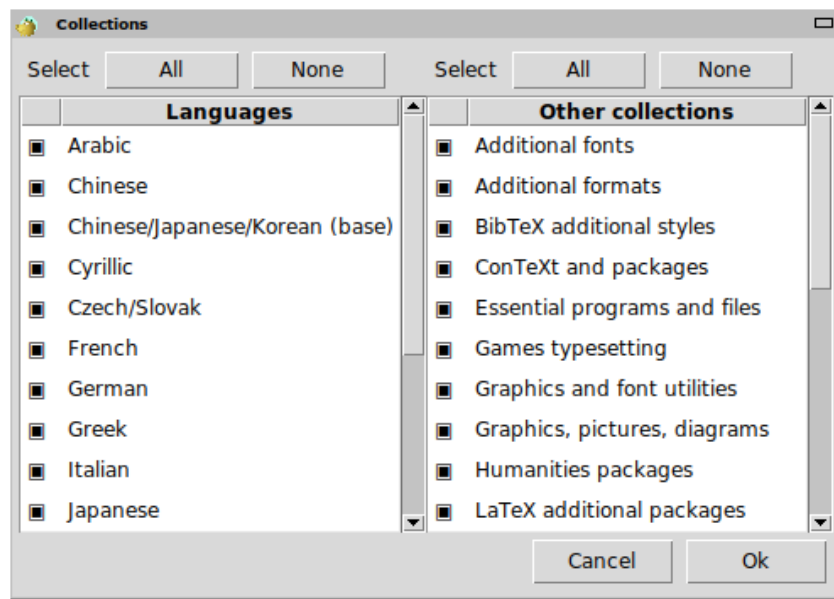 Collections
Select All None Select All None
Languages
Arabic
Chinese
Chinese/Japanese/Korean (base)
Cyrillic
Czech/Slovak
French
German
Greek
Italian
Japanese
Other collections
Additional fonts
Additional formats
BibTeX additional styles
ConTeXt and packages
Essential programs and files
Games typesetting
Graphics and font utilities
Graphics, pictures, diagrams
Humanities packages
LaTeX additional packages
Cancel Ok